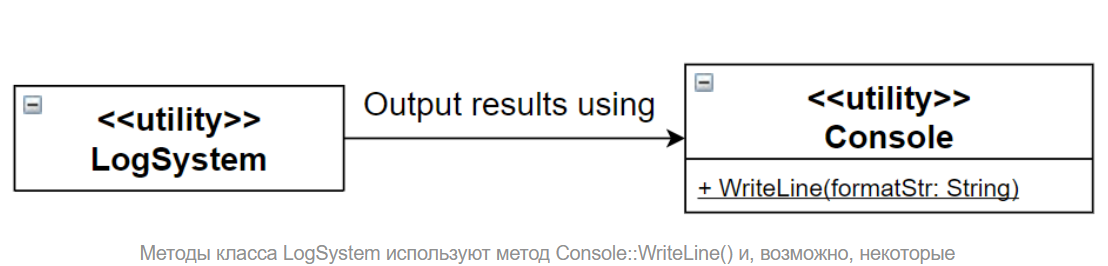 <<utility>>
LogSystem
Output results using
<<utility>>
Console
+ WriteLine(formatStr: String)
Методы класса LogSystem используют метод Console::WriteLine() и, возможно, некоторые